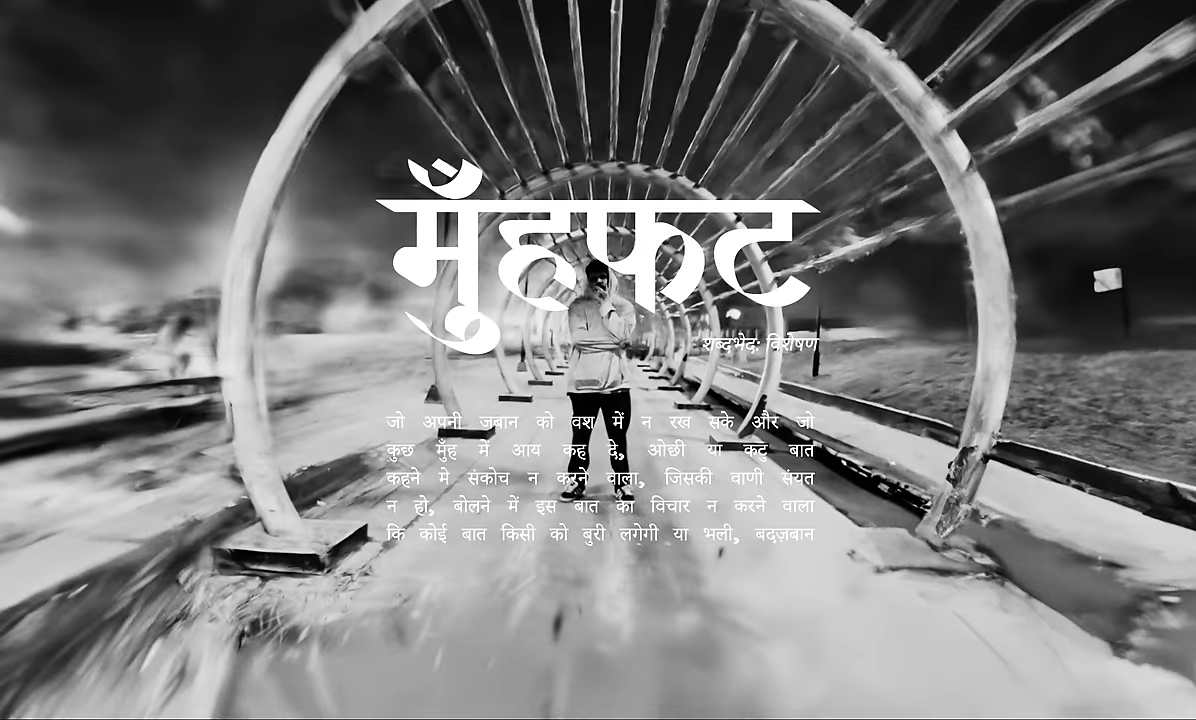 मुँहफट
शब्दभेद: विशेषण
जो अपनी जबान को वश में न रख सके और जो
कुछ मुँह में आय कह दे, ओछी या कटु बात
कहने मे संकोच न करने वाला, जिसकी वाणी संयत
न हो, बोलने में इस बात का विचार न करने वाला
कि कोई बात किसी को बुरी लगेगी या भली, बदज़बान